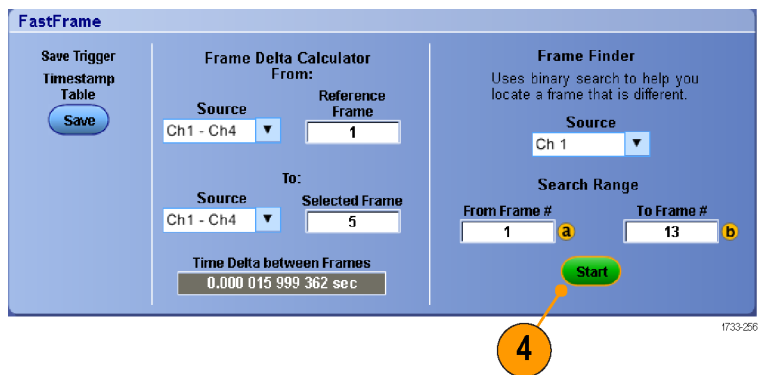 FastFrame
Save Trigger
Timestamp
Table
Save
Frame Delta Calculator
From:
Source
Reference
Frame
Ch1 - Ch4
1
To:
Source
Selected Frame
Ch1 - Ch4
5
Time Delta between Frames
0.000 015 999 362 sec
Frame Finder
Uses binary search to help you
locate a frame that is different.
Source
Ch 1
Search Range
From Frame #
To Frame #
1
a
13
b
Start
4
1733-256